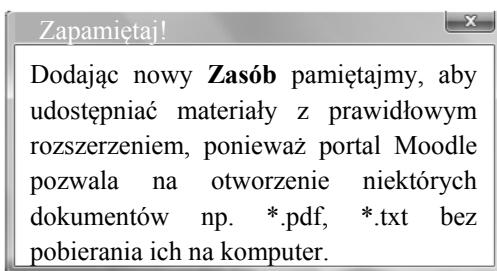 Zapamiętaj!
Dodając nowy Zasób pamiętajmy, aby
udostępniać materiały z prawidłowym
rozszerzeniem, ponieważ portal Moodle
pozwala na otworzenie niektórych
dokumentów np. *.pdf, *.txt bez
pobierania ich na komputer.